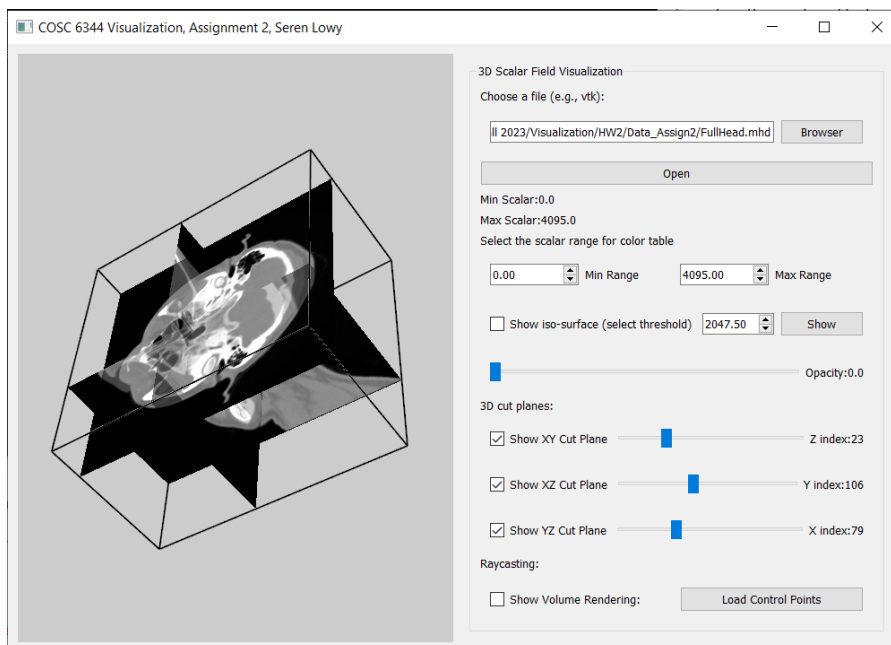 COSC 6344 Visualization, Assignment 2, Seren Lowy
3D Scalar Field Visualization
Choose a file (e.g., vtk):
ll 2023/Visualization/HW2/Data_Assign2/FullHead.mhd Browser
Open
Min Scalar:0.0
Max Scalar:4095.0
Select the scalar range for color table
0.00 Min Range 4095.00 Max Range
Show iso-surface (select threshold) 2047.50 Show
Opacity:0.0
3D cut planes:
Show XY Cut Plane Z index:23
Show XZ Cut Plane Y index:106
Show YZ Cut Plane X index:79
Raycasting:
Show Volume Rendering: Load Control Points